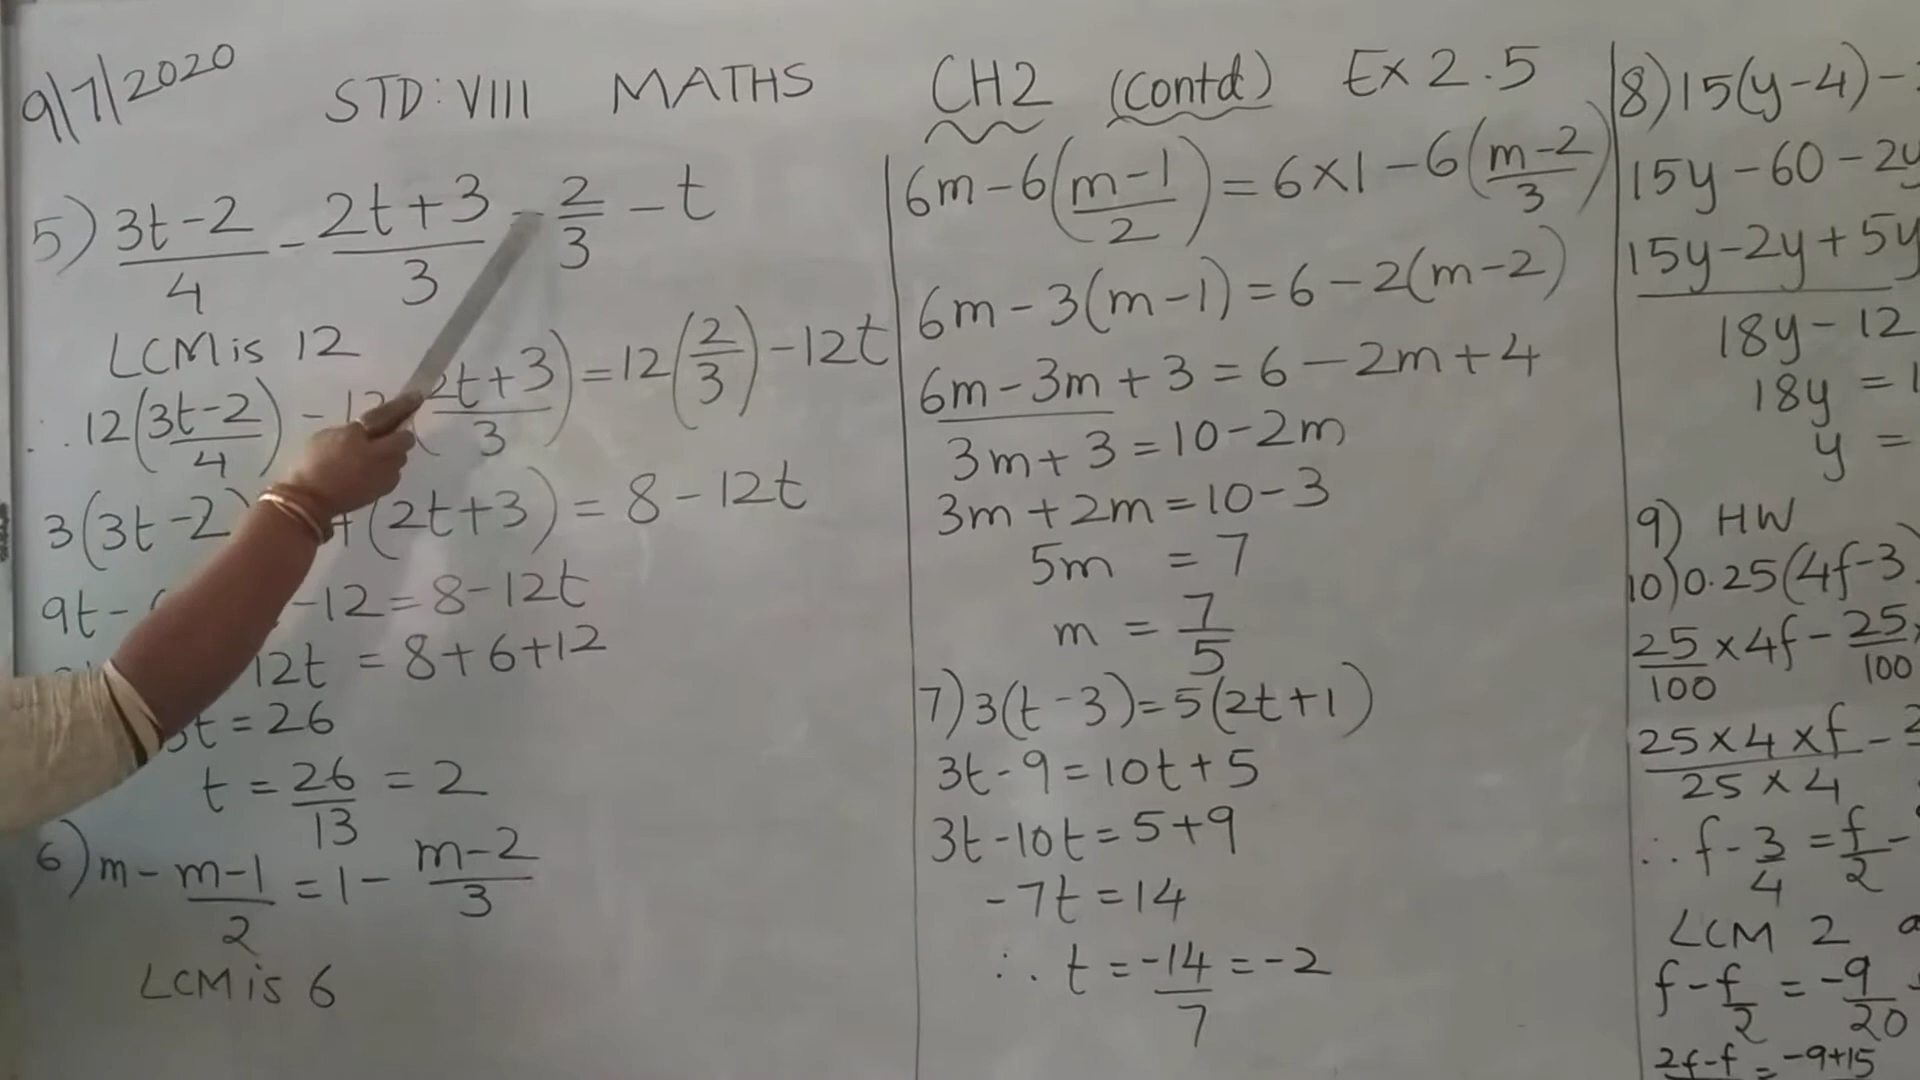 9/7/2020 STD: VIII MATHS CH2 (Contd) Ex 2.5
5) (3t-2)/4 - (2t+3)/3 = 2/3 - t
LCM is 12
∴ 12((3t-2)/4) - 12((2t+3)/3) = 12(2/3) - 12t
3(3t-2) (2t+3) = 8-12t
9t- -12 = 8-12t
12t = 8+6+12
t = 26
t = 26/13 = 2
6) m - (m-1)/2 = 1 - (m-2)/3
LCM is 6
6m - 6((m-1)/2) = 6×1 - 6((m-2)/3)
6m - 3(m-1) = 6 - 2(m-2)
6m - 3m + 3 = 6 - 2m + 4
3m + 3 = 10 - 2m
3m + 2m = 10 - 3
5m = 7
m = 7/5
7) 3(t-3) = 5(2t+1)
3t - 9 = 10t + 5
3t - 10t = 5 + 9
-7t = 14
∴ t = -14/7 = -2
8) 15(y-4) -
15y - 60 - 2y
15y - 2y + 5y
18y - 12
18y = 1
y =
9) HW
10) 0.25(4f-3)
25/100 × 4f - 25/100
(25×4×f)/(25×4) -
∴ f - 3/4 = f/2 -
LCM 2
f - f/2 = -9/20
2f-f = -9+15